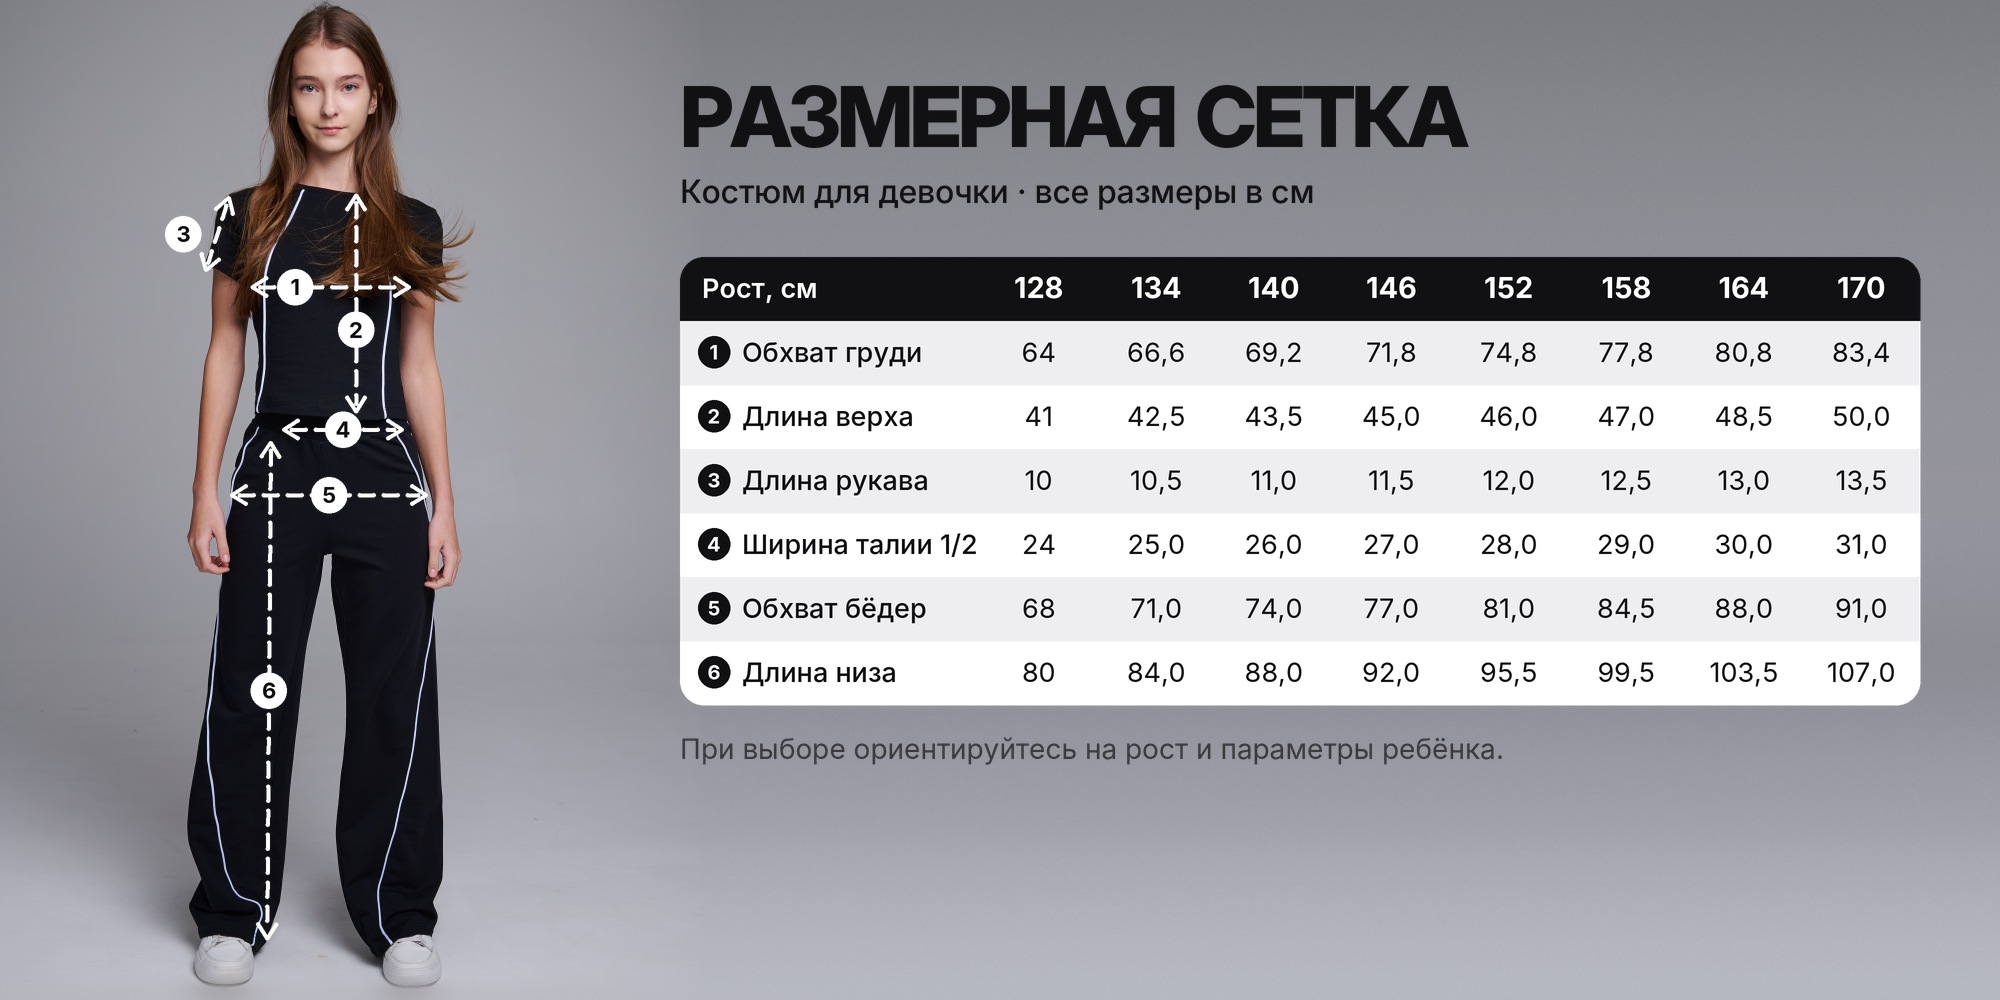 РАЗМЕРНАЯ СЕТКА
Костюм для девочки · все размеры в см
Рост, см 128 134 140 146 152 158 164 170
1 Обхват груди 64 66,6 69,2 71,8 74,8 77,8 80,8 83,4
2 Длина верха 41 42,5 43,5 45,0 46,0 47,0 48,5 50,0
3 Длина рукава 10 10,5 11,0 11,5 12,0 12,5 13,0 13,5
4 Ширина талии 1/2 24 25,0 26,0 27,0 28,0 29,0 30,0 31,0
5 Обхват бёдер 68 71,0 74,0 77,0 81,0 84,5 88,0 91,0
6 Длина низа 80 84,0 88,0 92,0 95,5 99,5 103,5 107,0
При выборе ориентируйтесь на рост и параметры ребёнка.
3
1
2
4
5
6